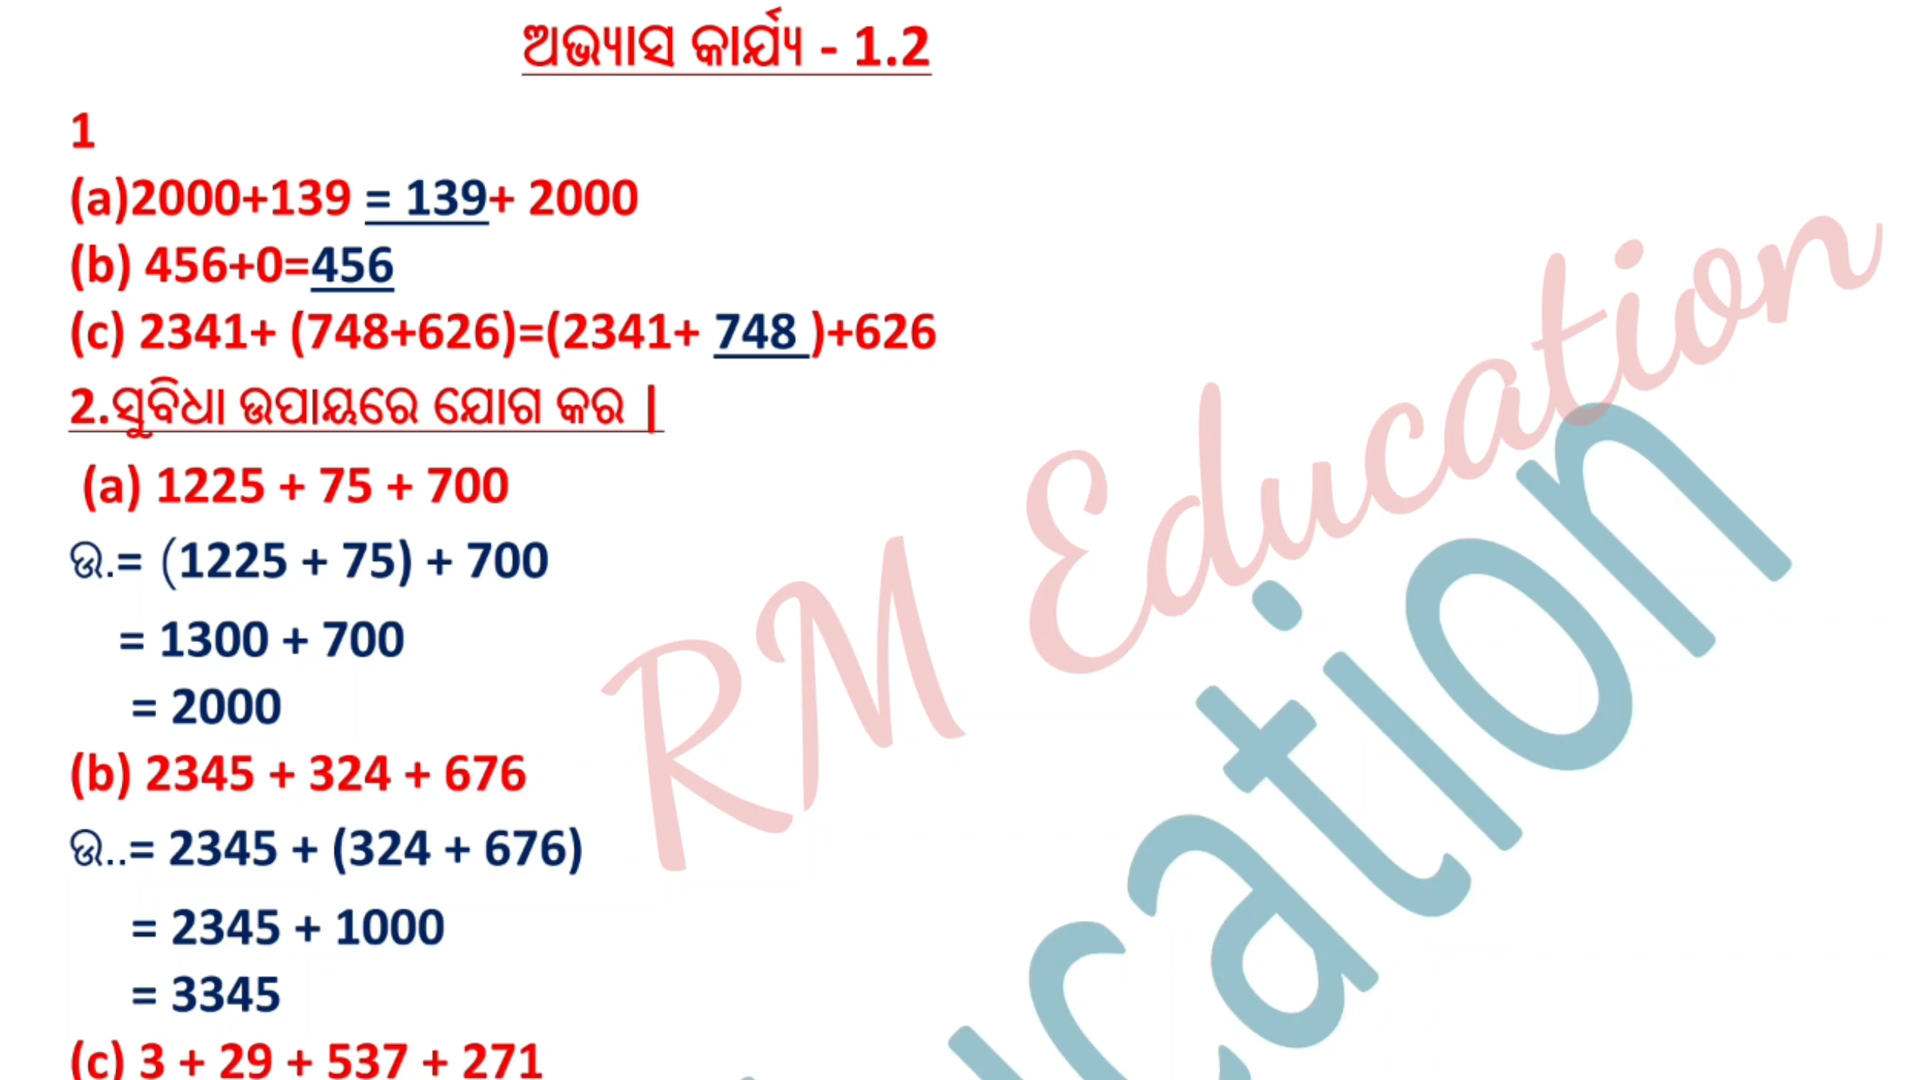 ଅଭ୍ୟାସ କାର୍ଯ୍ୟ - 1.2
1
(a)2000+139 = 139+ 2000
(b) 456+0=456
(c) 2341+ (748+626)=(2341+ 748 )+626
2.ସୁବିଧା ଉପାୟରେ ଯୋଗ କର |
(a) 1225 + 75 + 700
ଉ.= (1225 + 75) + 700
= 1300 + 700
= 2000
(b) 2345 + 324 + 676
ଉ..= 2345 + (324 + 676)
= 2345 + 1000
= 3345
(c) 3 + 29 + 537 + 271
RM Education
ucation